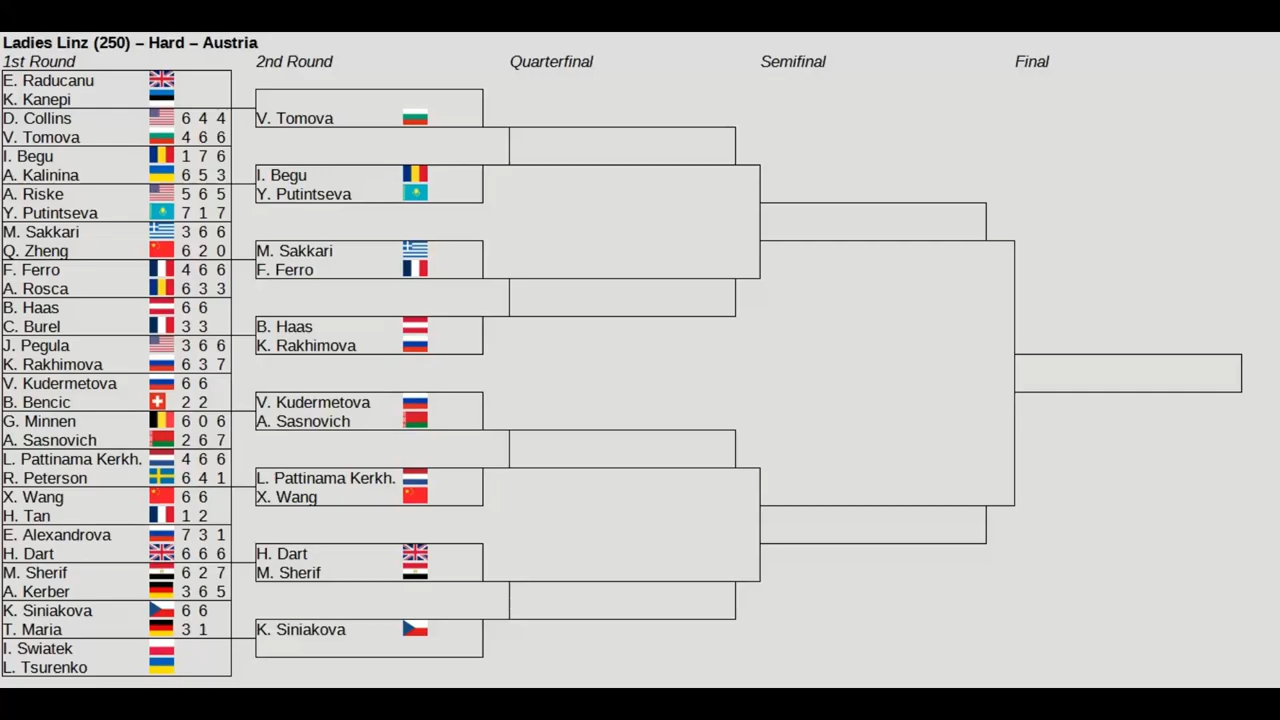 Ladies Linz (250) – Hard – Austria
1st Round 2nd Round Quarterfinal Semifinal Final
E. Raducanu
K. Kanepi
D. Collins 6 4 4 V. Tomova
V. Tomova 4 6 6
I. Begu 1 7 6
A. Kalinina 6 5 3 I. Begu
A. Riske 5 6 5 Y. Putintseva
Y. Putintseva 7 1 7
M. Sakkari 3 6 6
Q. Zheng 6 2 0 M. Sakkari
F. Ferro 4 6 6 F. Ferro
A. Rosca 6 3 3
B. Haas 6 6
C. Burel 3 3 B. Haas
J. Pegula 3 6 6 K. Rakhimova
K. Rakhimova 6 3 7
V. Kudermetova 6 6
B. Bencic 2 2 V. Kudermetova
G. Minnen 6 0 6 A. Sasnovich
A. Sasnovich 2 6 7
L. Pattinama Kerkh. 4 6 6
R. Peterson 6 4 1 L. Pattinama Kerkh.
X. Wang 6 6 X. Wang
H. Tan 1 2
E. Alexandrova 7 3 1
H. Dart 6 6 6 H. Dart
M. Sherif 6 2 7 M. Sherif
A. Kerber 3 6 5
K. Siniakova 6 6
T. Maria 3 1 K. Siniakova
I. Swiatek
L. Tsurenko